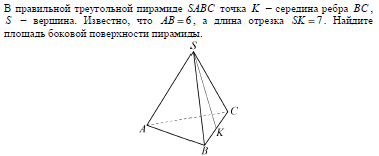 В правильной треугольной пирамиде SABC точка K – середина ребра BC,
S – вершина. Известно, что AB=6, а длина отрезка SK=7. Найдите
площадь боковой поверхности пирамиды.
S
C
A
K
B